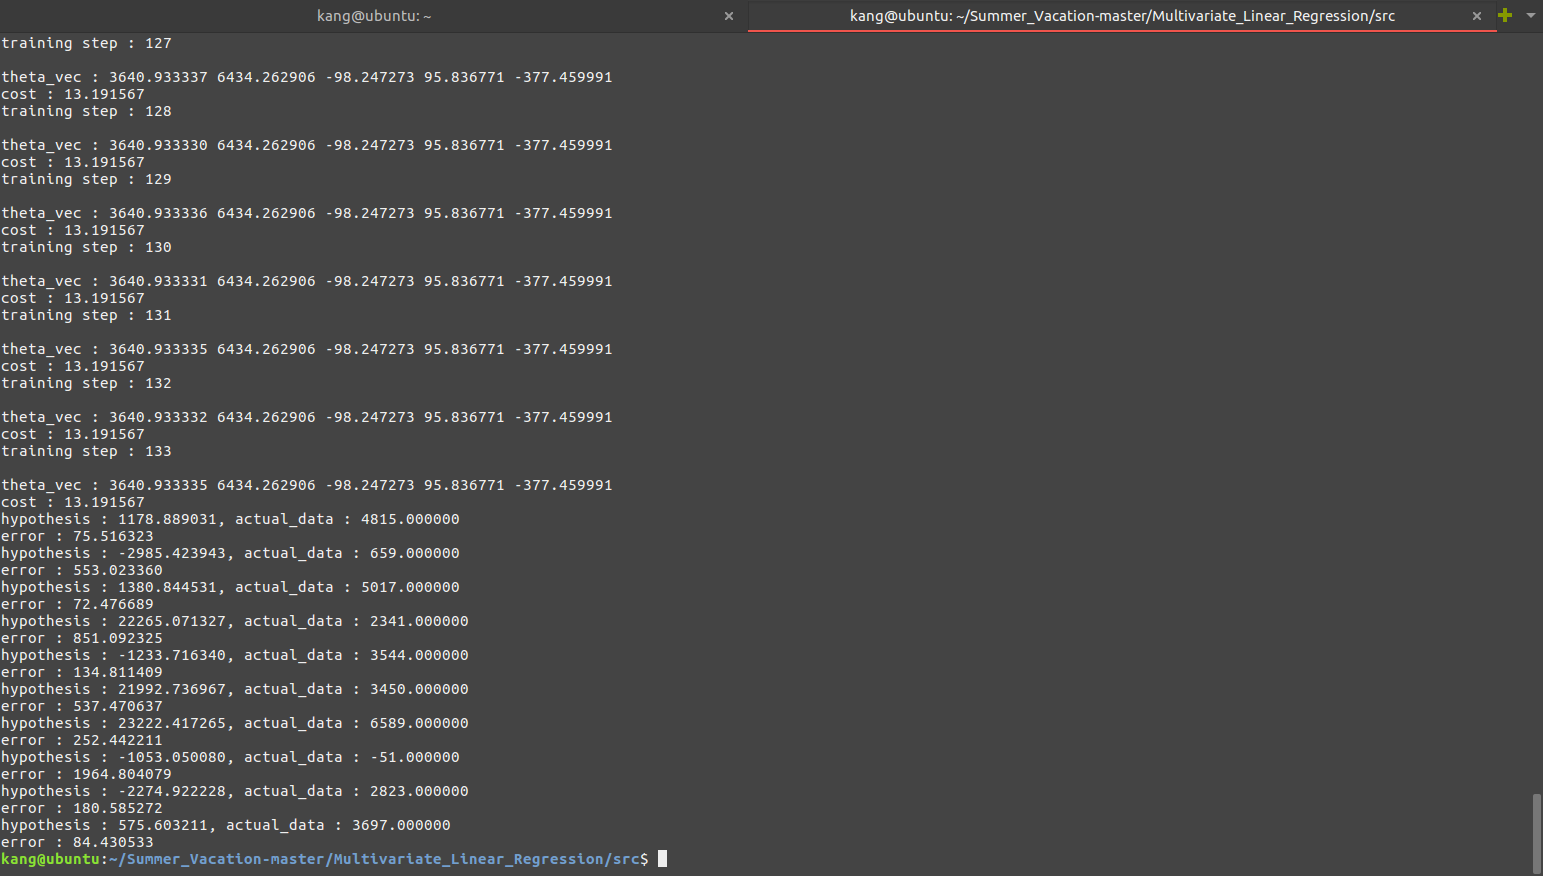 kang@ubuntu: ~ × kang@ubuntu: ~/Summer_Vacation-master/Multivariate_Linear_Regression/src ×
training step : 127
theta_vec : 3640.933337 6434.262906 -98.247273 95.836771 -377.459991
cost : 13.191567
training step : 128
theta_vec : 3640.933330 6434.262906 -98.247273 95.836771 -377.459991
cost : 13.191567
training step : 129
theta_vec : 3640.933336 6434.262906 -98.247273 95.836771 -377.459991
cost : 13.191567
training step : 130
theta_vec : 3640.933331 6434.262906 -98.247273 95.836771 -377.459991
cost : 13.191567
training step : 131
theta_vec : 3640.933335 6434.262906 -98.247273 95.836771 -377.459991
cost : 13.191567
training step : 132
theta_vec : 3640.933332 6434.262906 -98.247273 95.836771 -377.459991
cost : 13.191567
training step : 133
theta_vec : 3640.933335 6434.262906 -98.247273 95.836771 -377.459991
cost : 13.191567
hypothesis : 1178.889031, actual_data : 4815.000000
error : 75.516323
hypothesis : -2985.423943, actual_data : 659.000000
error : 553.023360
hypothesis : 1380.844531, actual_data : 5017.000000
error : 72.476689
hypothesis : 22265.071327, actual_data : 2341.000000
error : 851.092325
hypothesis : -1233.716340, actual_data : 3544.000000
error : 134.811409
hypothesis : 21992.736967, actual_data : 3450.000000
error : 537.470637
hypothesis : 23222.417265, actual_data : 6589.000000
error : 252.442211
hypothesis : -1053.050080, actual_data : -51.000000
error : 1964.804079
hypothesis : -2274.922228, actual_data : 2823.000000
error : 180.585272
hypothesis : 575.603211, actual_data : 3697.000000
error : 84.430533
kang@ubuntu:~/Summer_Vacation-master/Multivariate_Linear_Regression/src$